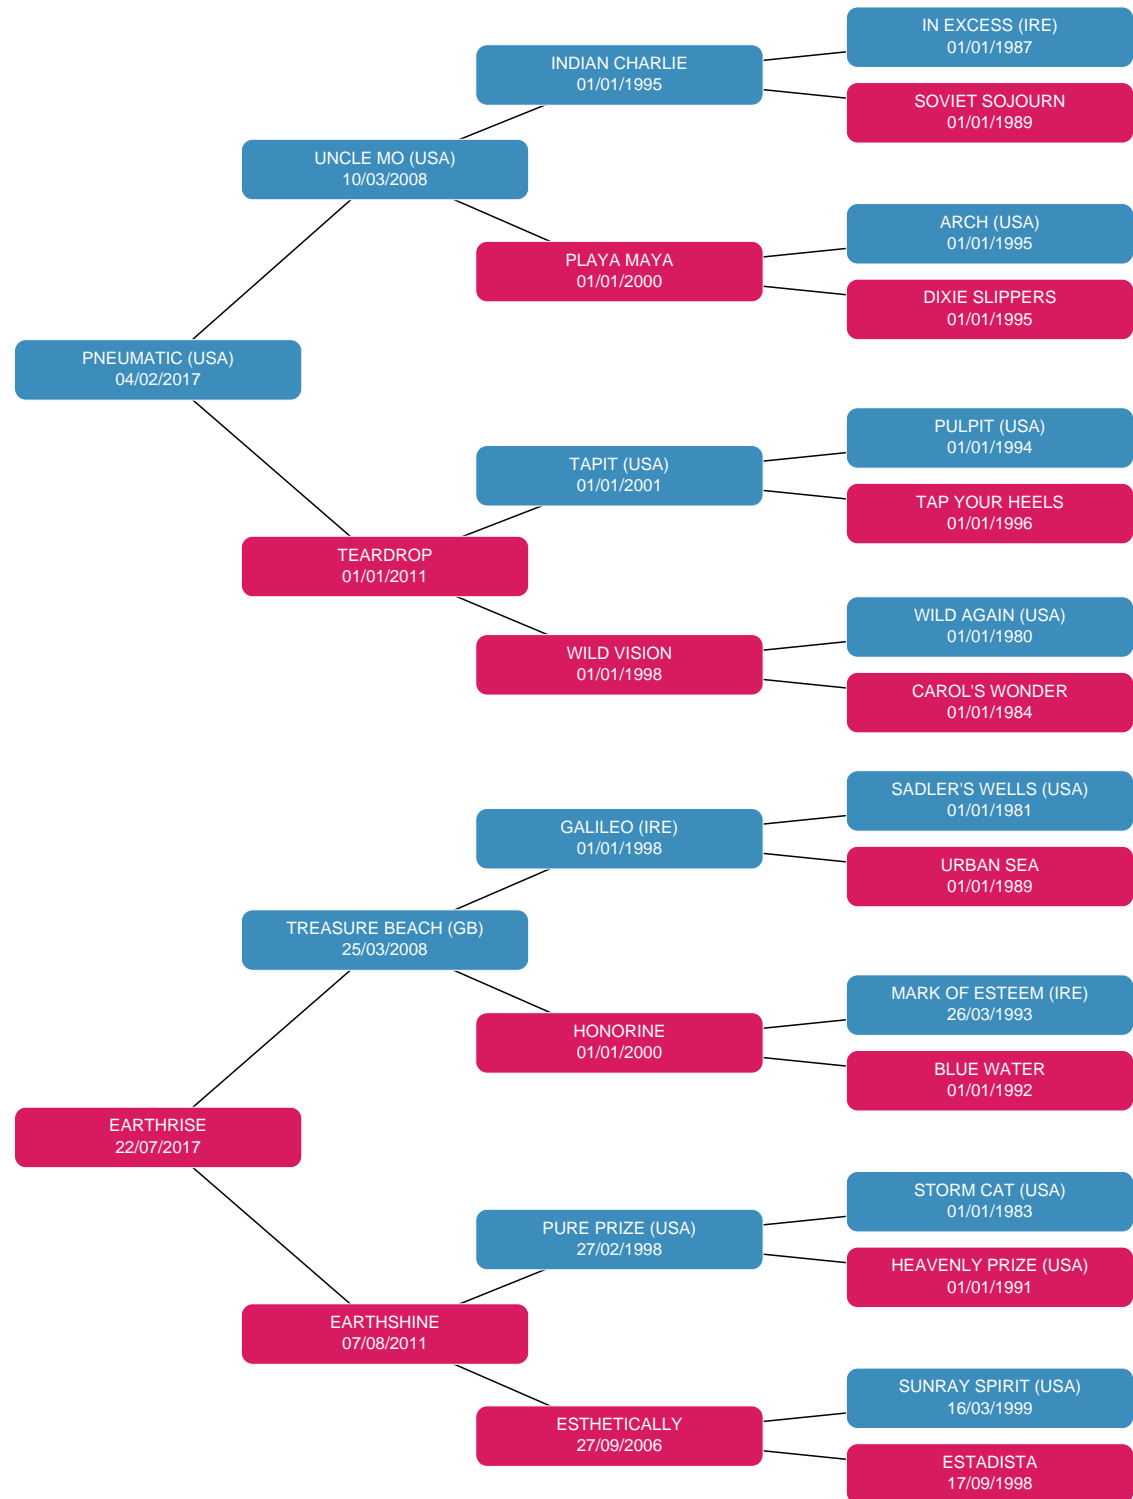 IN EXCESS (IRE)
01/01/1987
INDIAN CHARLIE
01/01/1995
SOVIET SOJOURN
01/01/1989
UNCLE MO (USA)
10/03/2008
ARCH (USA)
01/01/1995
PLAYA MAYA
01/01/2000
DIXIE SLIPPERS
01/01/1995
PNEUMATIC (USA)
04/02/2017
PULPIT (USA)
01/01/1994
TAPIT (USA)
01/01/2001
TAP YOUR HEELS
01/01/1996
TEARDROP
01/01/2011
WILD AGAIN (USA)
01/01/1980
WILD VISION
01/01/1998
CAROL'S WONDER
01/01/1984
SADLER'S WELLS (USA)
01/01/1981
GALILEO (IRE)
01/01/1998
URBAN SEA
01/01/1989
TREASURE BEACH (GB)
25/03/2008
MARK OF ESTEEM (IRE)
26/03/1993
HONORINE
01/01/2000
BLUE WATER
01/01/1992
EARTHRISE
22/07/2017
STORM CAT (USA)
01/01/1983
PURE PRIZE (USA)
27/02/1998
HEAVENLY PRIZE (USA)
01/01/1991
EARTHSHINE
07/08/2011
SUNRAY SPIRIT (USA)
16/03/1999
ESTHETICALLY
27/09/2006
ESTADISTA
17/09/1998